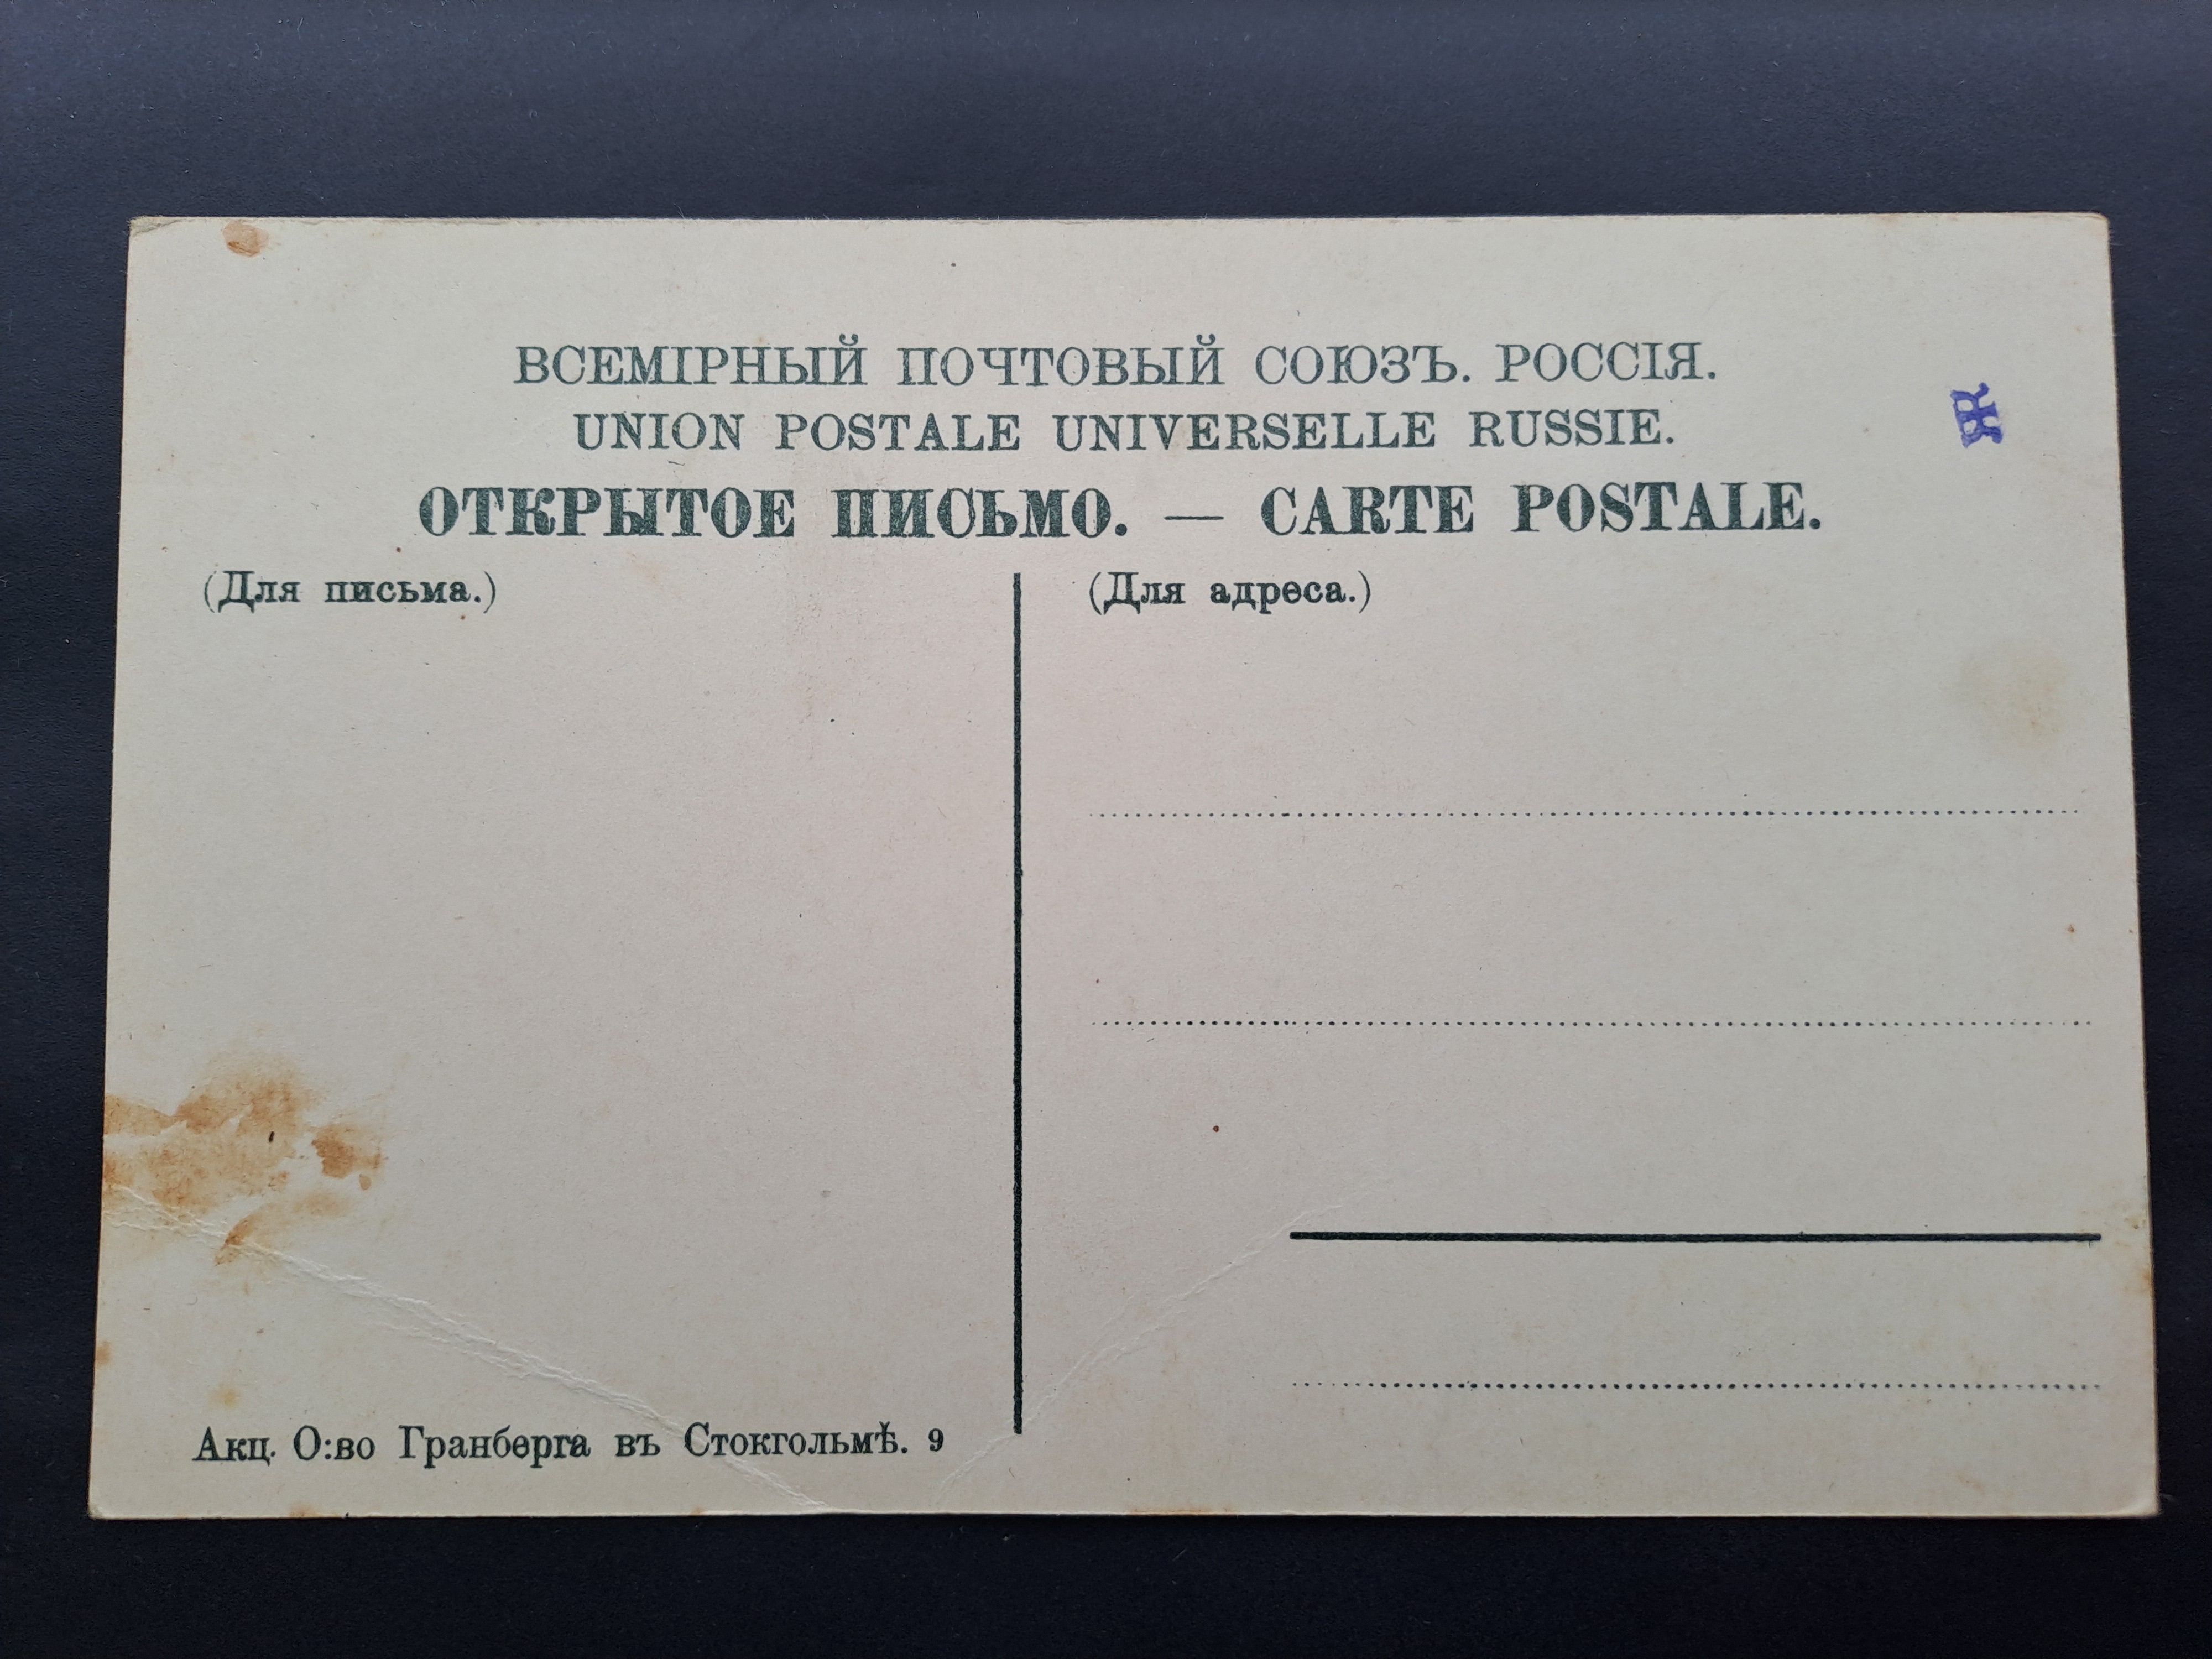 ВСЕМІРНЫЙ ПОЧТОВЫЙ СОЮЗЪ. РОССІЯ.
UNION POSTALE UNIVERSELLE RUSSIE.
ОТКРЫТОЕ ПИСЬМО. — CARTE POSTALE.
(Для письма.)
(Для адреса.)
Акц. О:во Гранберга въ Стокгольмѣ. 9